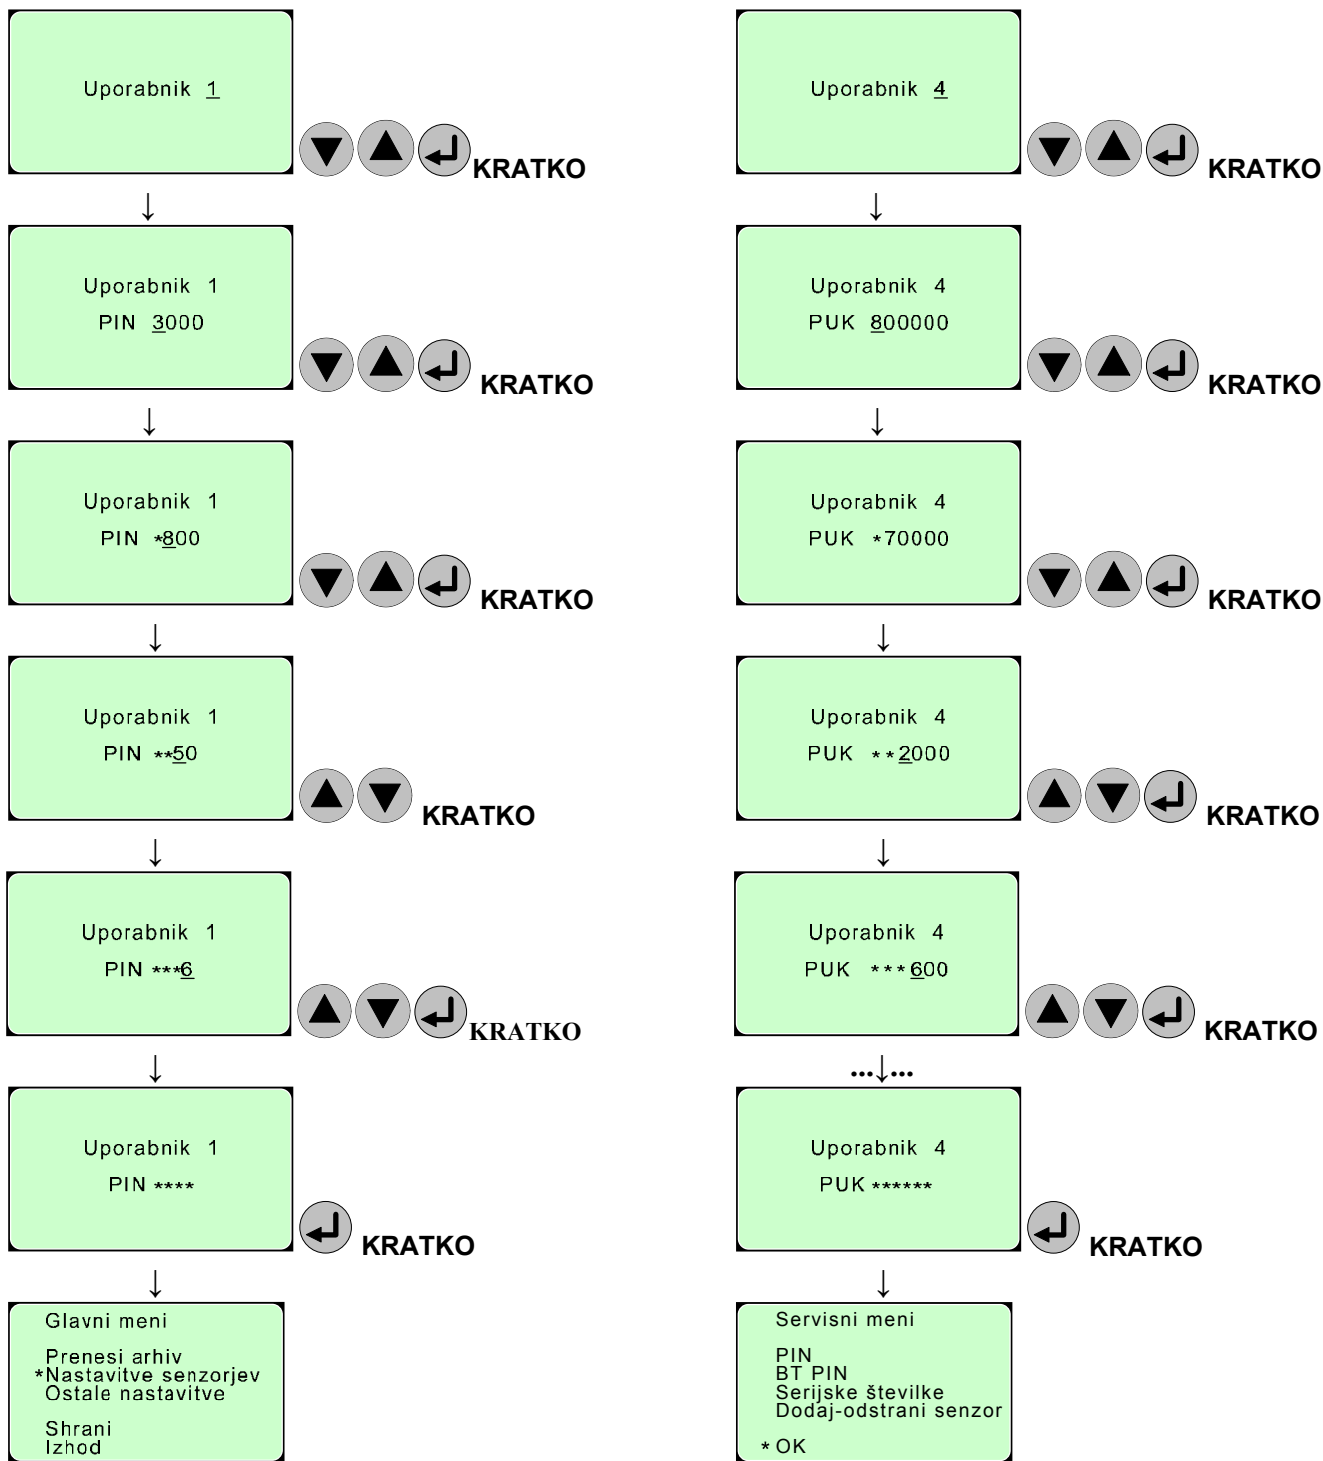 Uporabnik 1
KRATKO
↓
Uporabnik 1
PIN 3000
KRATKO
↓
Uporabnik 1
PIN *800
KRATKO
↓
Uporabnik 1
PIN **50
KRATKO
↓
Uporabnik 1
PIN ***6
KRATKO
↓
Uporabnik 1
PIN ****
KRATKO
↓
Glavni meni
Prenesi arhiv
*Nastavitve senzorjev
Ostale nastavitve
Shrani
Izhod
Uporabnik 4
KRATKO
↓
Uporabnik 4
PUK 800000
KRATKO
↓
Uporabnik 4
PUK *70000
KRATKO
↓
Uporabnik 4
PUK **2000
KRATKO
↓
Uporabnik 4
PUK ***600
KRATKO
...↓...
Uporabnik 4
PUK ******
KRATKO
↓
Servisni meni
PIN
BT PIN
Serijske številke
Dodaj-odstrani senzor
* OK